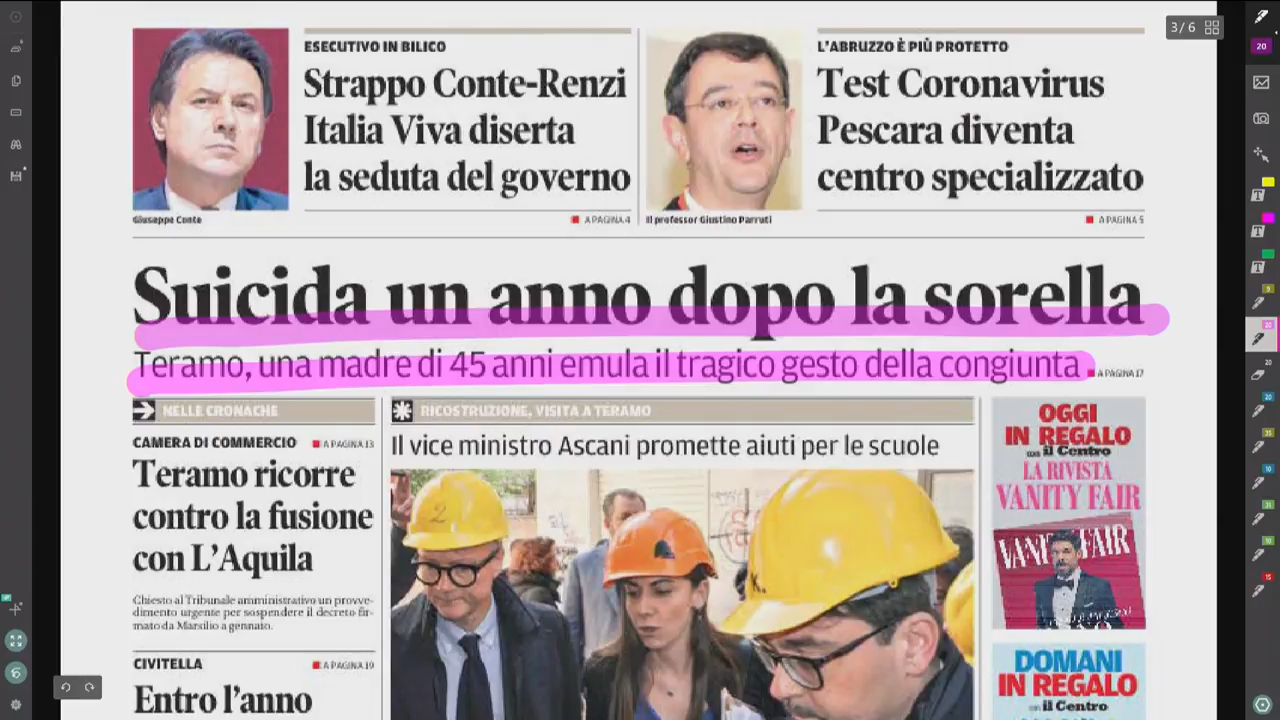 3/6
20
ESECUTIVO IN BILICO
Strappo Conte-Renzi
Italia Viva diserta
la seduta del governo
Giuseppe Conte
A PAGINA 4
L'ABRUZZO È PIÙ PROTETTO
Test Coronavirus
Pescara diventa
centro specializzato
Il professor Giustino Parruti
A PAGINA 5
Suicida un anno dopo la sorella
Teramo, una madre di 45 anni emula il tragico gesto della congiunta
A PAGINA 17
NELLE CRONACHE
CAMERA DI COMMERCIO
A PAGINA 13
Teramo ricorre
contro la fusione
con L'Aquila
Chiesto al Tribunale amministrativo un provve-
dimento urgente per sospendere il decreto fir-
mato da Marsilio a gennaio.
CIVITELLA
A PAGINA 19
Entro l'anno
RICOSTRUZIONE, VISITA A TERAMO
Il vice ministro Ascani promette aiuti per le scuole
2
OGGI
IN REGALO
con il Centro
LA RIVISTA
VANITY FAIR
VANITY FAIR
DOMANI
IN REGALO
con il Centro